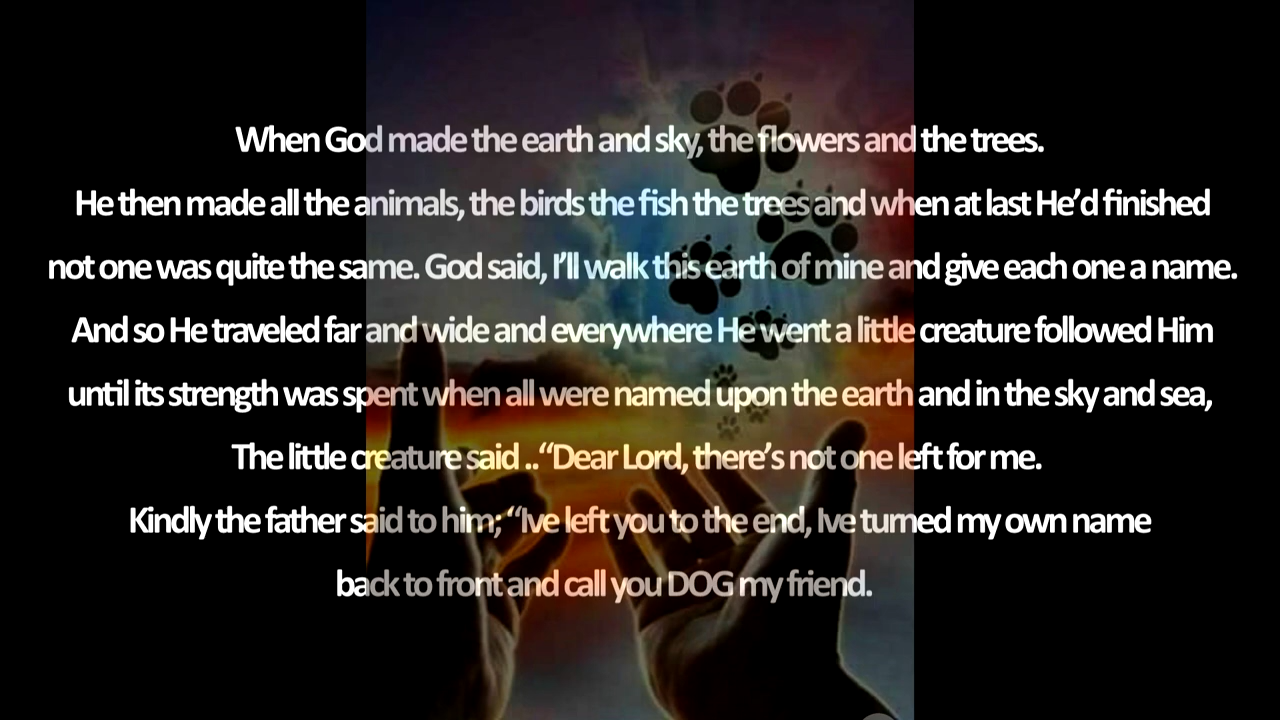 When God made the earth and sky, the flowers and the trees.
He then made all the animals, the birds the fish the trees and when at last He’d finished
not one was quite the same. God said, I’ll walk this earth of mine and give each one a name.
And so He traveled far and wide and everywhere He went a little creature followed Him
until its strength was spent when all were named upon the earth and in the sky and sea,
The little creature said ..“Dear Lord, there’s not one left for me.
Kindly the father said to him; “Ive left you to the end, Ive turned my own name
back to front and call you DOG my friend.